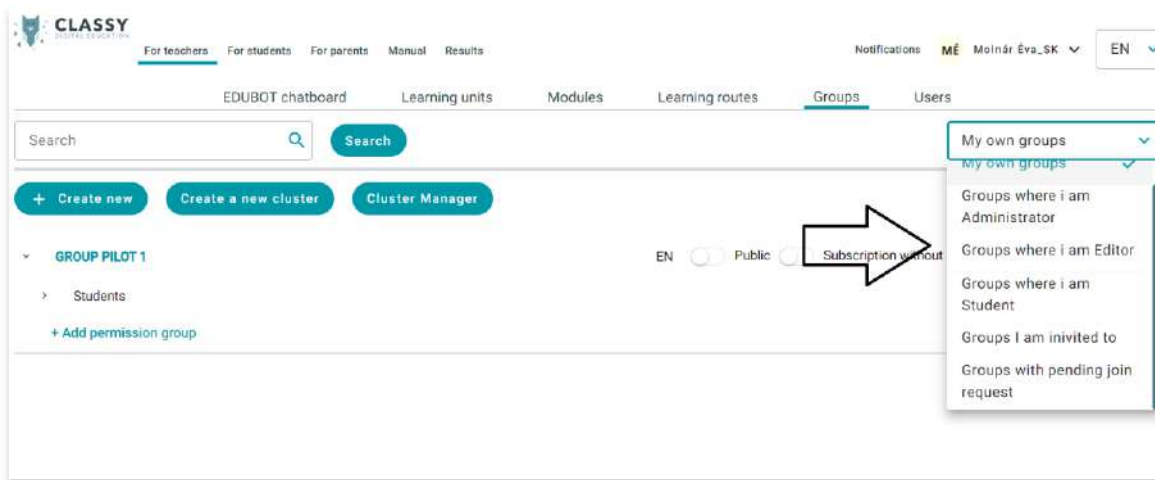 CLASSY
DIGITAL EDUCATION
For teachers For students For parents Manual Results
Notifications MÉ Molnár Éva_SK EN
EDUBOT chatboard Learning units Modules Learning routes Groups Users
Search Search
My own groups
My own groups
+ Create new Create a new cluster Cluster Manager
Groups where i am
Administrator
GROUP PILOT 1 EN Public Subscription without
Groups where i am Editor
Students
Groups where i am
Student
+ Add permission group
Groups I am inivited to
Groups with pending join
request